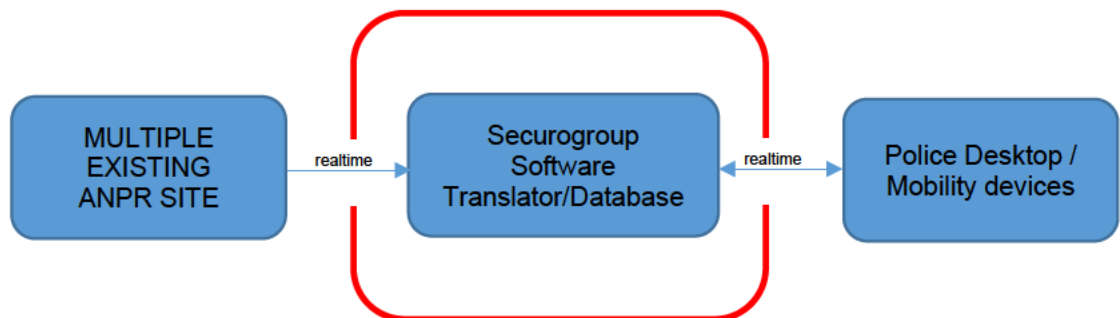 MULTIPLE
EXISTING
ANPR SITE
realtime
Securogroup
Software
Translator/Database
realtime
Police Desktop /
Mobility devices